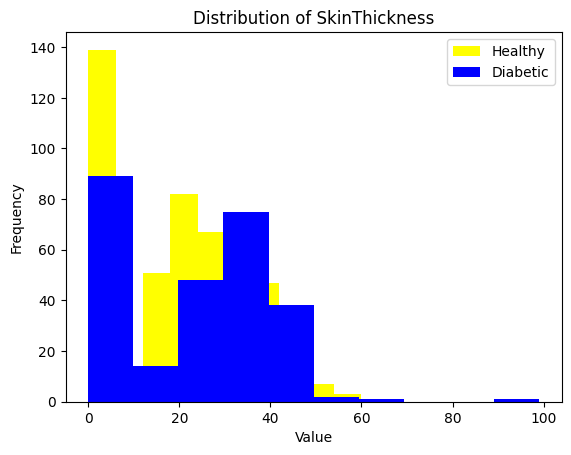 Distribution of SkinThickness
Healthy
Diabetic
140
120
100
80
60
40
20
0
Frequency
0 20 40 60 80 100
Value